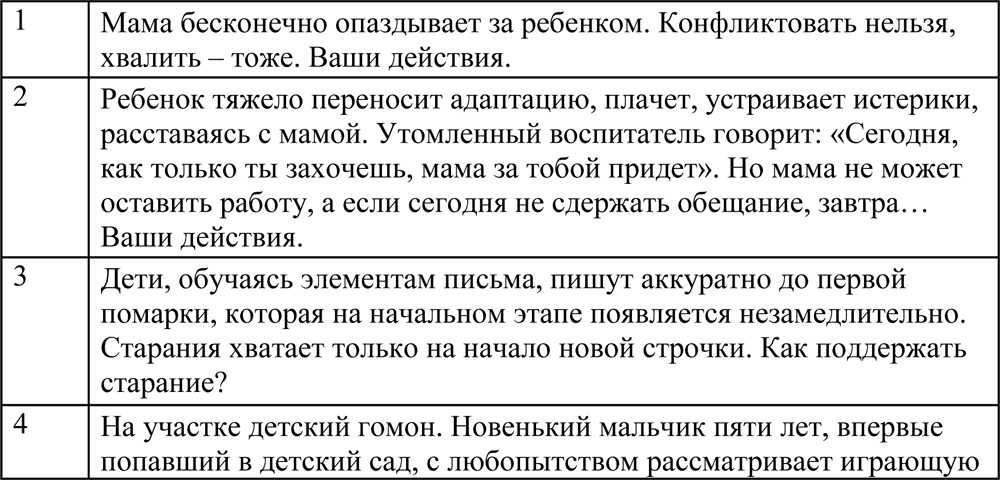 1 Мама бесконечно опаздывает за ребенком. Конфликтовать нельзя,
хвалить – тоже. Ваши действия.
2 Ребенок тяжело переносит адаптацию, плачет, устраивает истерики,
расставаясь с мамой. Утомленный воспитатель говорит: «Сегодня,
как только ты захочешь, мама за тобой придет». Но мама не может
оставить работу, а если сегодня не сдержать обещание, завтра…
Ваши действия.
3 Дети, обучаясь элементам письма, пишут аккуратно до первой
помарки, которая на начальном этапе появляется незамедлительно.
Старания хватает только на начало новой строчки. Как поддержать
старание?
4 На участке детский гомон. Новенький мальчик пяти лет, впервые
попавший в детский сад, с любопытством рассматривает играющую